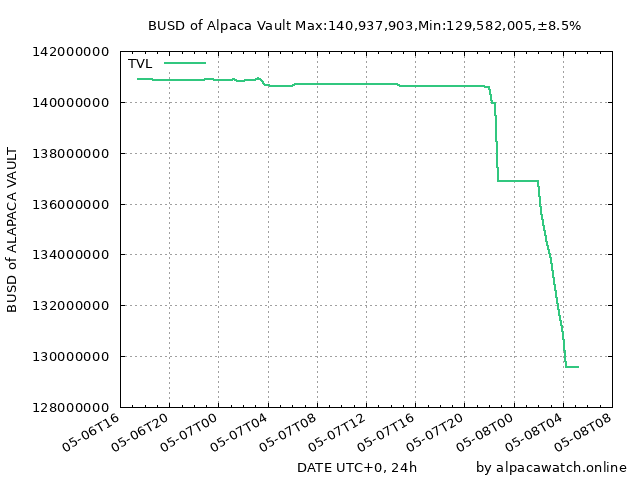 BUSD of Alpaca Vault Max:140,937,903,Min:129,582,005,±8.5%
TVL
142000000
140000000
138000000
136000000
134000000
132000000
130000000
128000000
BUSD of ALAPACA VAULT
05-06T16
05-06T20
05-07T00
05-07T04
05-07T08
05-07T12
05-07T16
05-07T20
05-08T00
05-08T04
05-08T08
DATE UTC+0, 24h
by alpacawatch.online